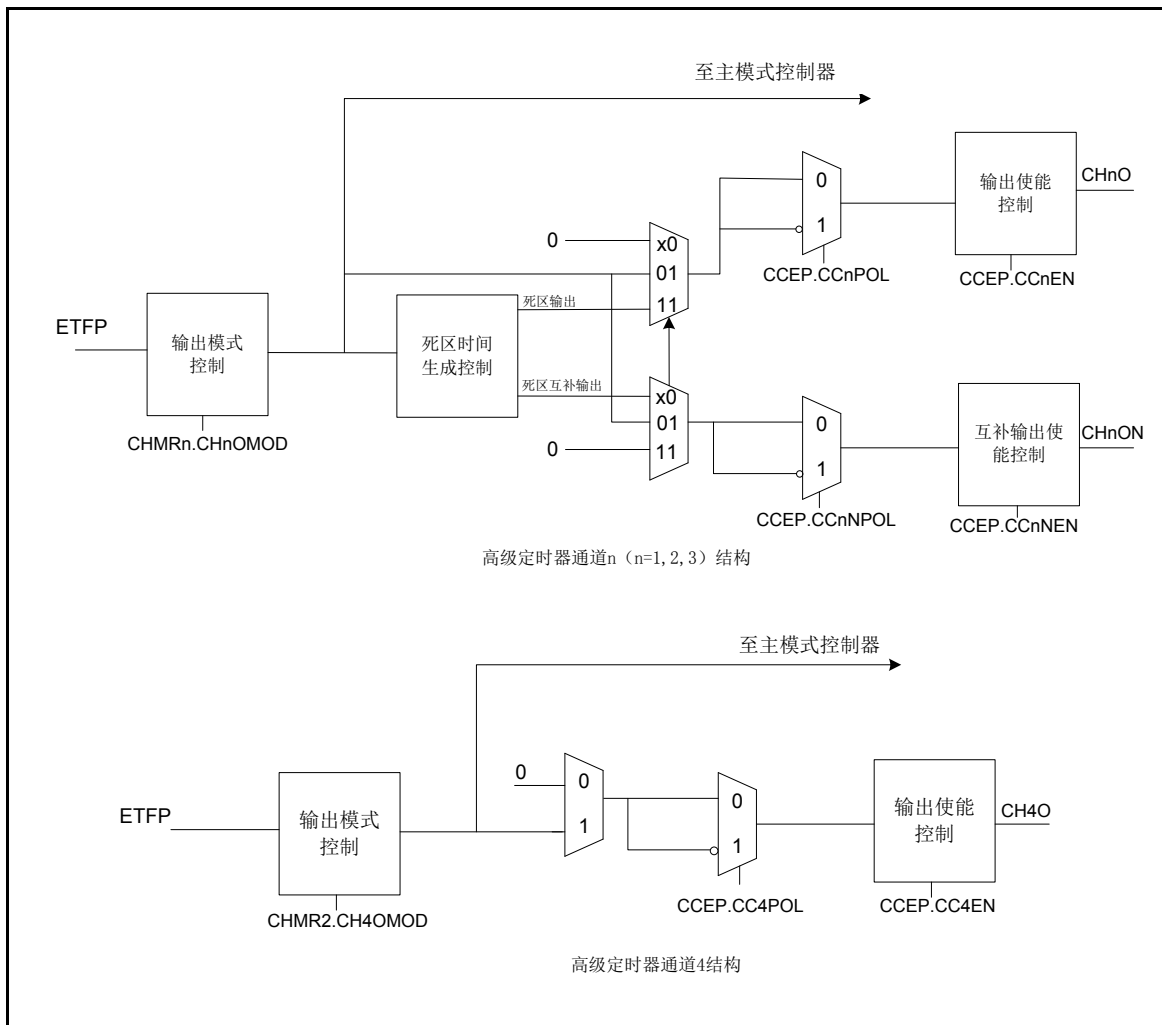 至主模式控制器
0
x0
01
11
0
1
CCEP.CCnPOL
输出使能
控制
CHnO
CCEP.CCnEN
ETFP
输出模式
控制
CHMRn.CHnOMOD
死区时间
生成控制
死区输出
死区互补输出
x0
01
11
0
0
1
CCEP.CCnNPOL
互补输出使
能控制
CHnON
CCEP.CCnNEN
高级定时器通道n（n=1,2,3）结构
至主模式控制器
ETFP
输出模式
控制
CHMR2.CH4OMOD
0
0
1
0
1
CCEP.CC4POL
输出使能
控制
CH4O
CCEP.CC4EN
高级定时器通道4结构